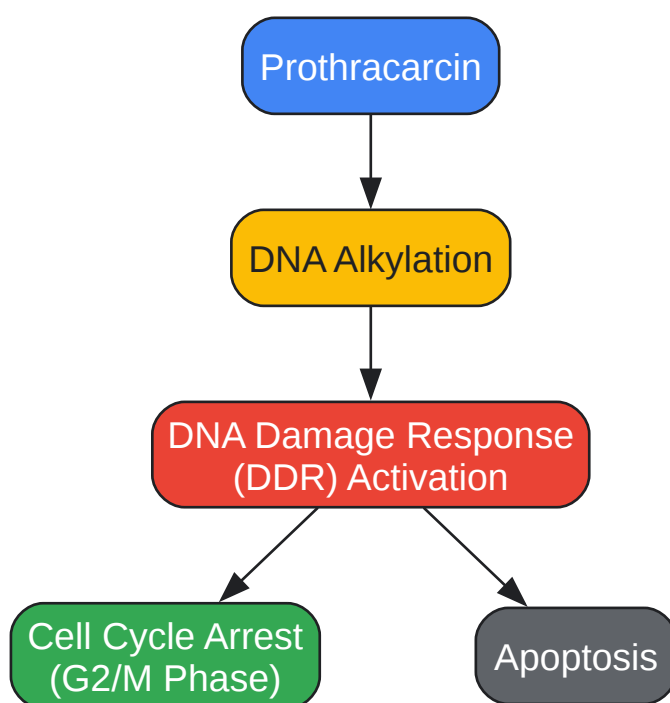 Prothracarcin
DNA Alkylation
DNA Damage Response
(DDR) Activation
Cell Cycle Arrest
(G2/M Phase)
Apoptosis